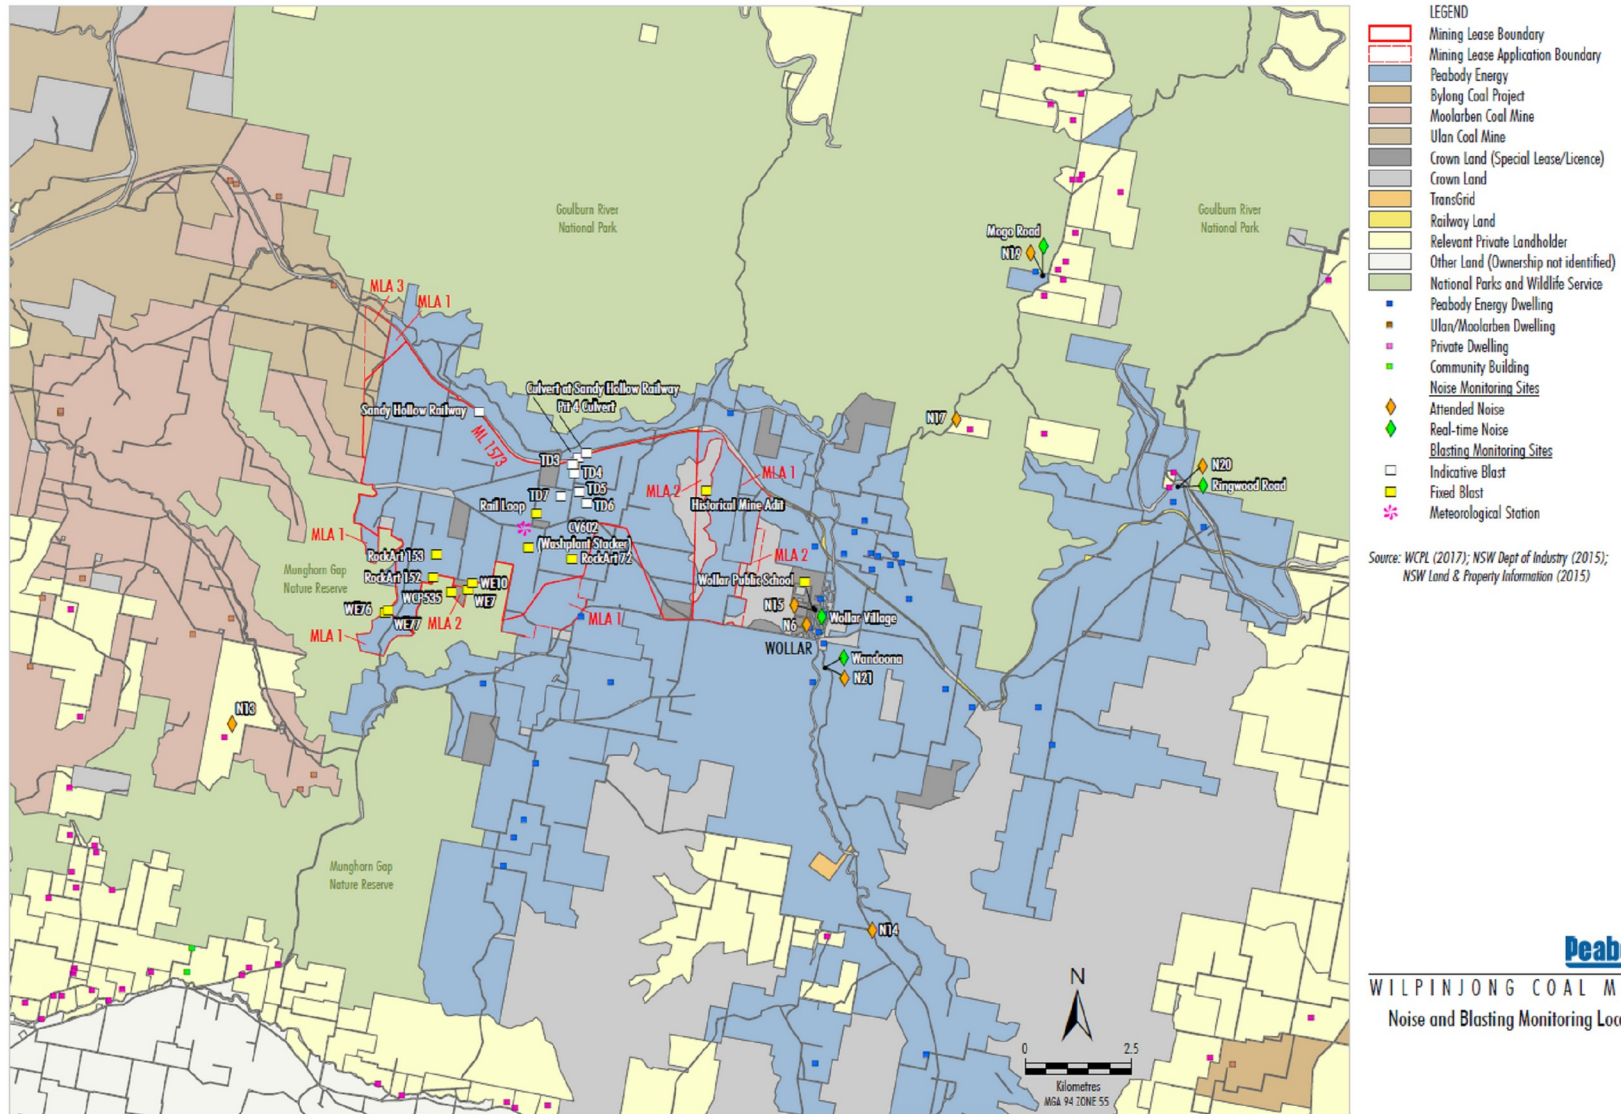 LEGEND
Mining Lease Boundary
Mining Lease Application Boundary
Peabody Energy
Bylong Coal Project
Moolarben Coal Mine
Ulan Coal Mine
Crown Land (Special Lease/Licence)
Crown Land
TransGrid
Railway Land
Relevant Private Landholder
Other Land (Ownership not identified)
National Parks and Wildlife Service
Peabody Energy Dwelling
Ulan/Moolarben Dwelling
Private Dwelling
Community Building
Noise Monitoring Sites
Attended Noise
Real-time Noise
Blasting Monitoring Sites
Indicative Blast
Fixed Blast
Meteorological Station
Source: WCPL (2017); NSW Dept of Industry (2015);
NSW Land & Property Information (2015)
Goulburn River
National Park
Goulburn River
National Park
Mogo Road
N19
MLA 3
MLA 1
Culvert at Sandy Hollow Railway
Pit 4 Culvert
Sandy Hollow Railway
ML 1573
N17
TD3
TD4
TD5
TD6
TD7
N20
Ringwood Road
MLA 1
MLA 2
Historical Mine Adit
Rail Loop
CV602
(Washplant Stacker)
RockArt 72
MLA 2
MLA 1
RockArt 153
RockArt 152
Munghorn Gap
Nature Reserve
WE10
WE7
WCP535
WE76
WE77
MLA 2
MLA 1
MLA 1
Wollar Public School
N15
Wollar Village
N6
WOLLAR
Wandoona
N21
N13
Munghorn Gap
Nature Reserve
N14
N
0 2.5
Kilometres
MGA 94 ZONE 55
Peab
WILPINJONG COAL M
Noise and Blasting Monitoring Loc